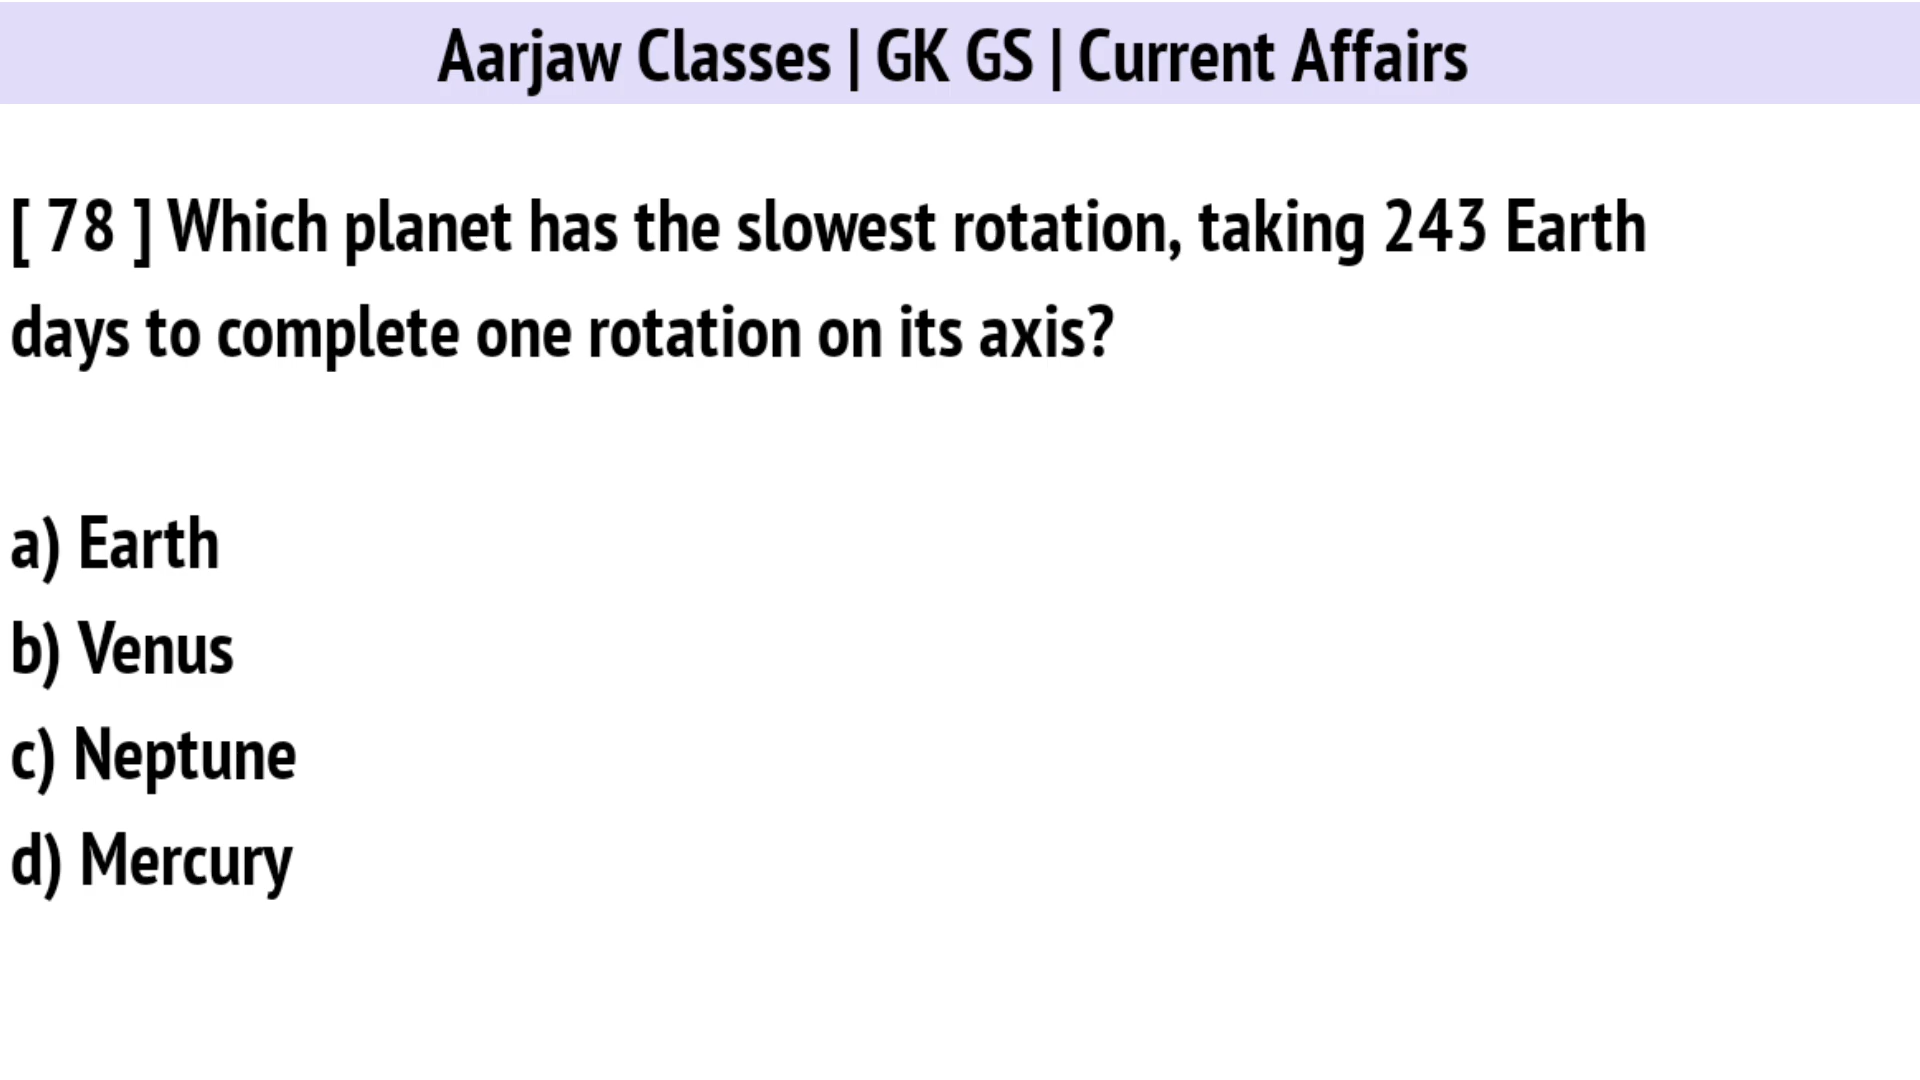 Aarjaw Classes | GK GS | Current Affairs
[ 78 ] Which planet has the slowest rotation, taking 243 Earth
days to complete one rotation on its axis?
a) Earth
b) Venus
c) Neptune
d) Mercury